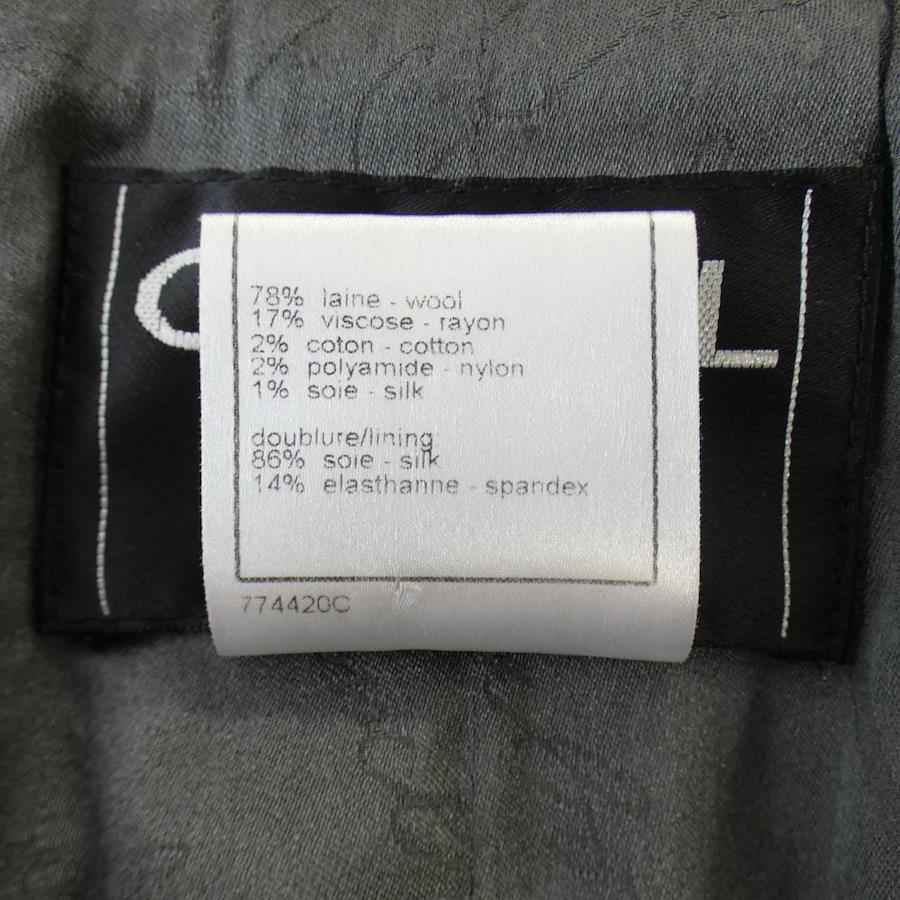 C L
78% laine - wool
17% viscose - rayon
2% coton - cotton
2% polyamide - nylon
1% soie - silk
doublure/lining
86% soie - silk
14% elasthanne - spandex
774420C